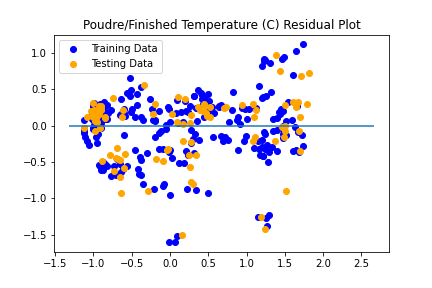 Poudre/Finished Temperature (C) Residual Plot
Training Data
Testing Data
1.0
0.5
0.0
−0.5
−1.0
−1.5
−1.5 −1.0 −0.5 0.0 0.5 1.0 1.5 2.0 2.5